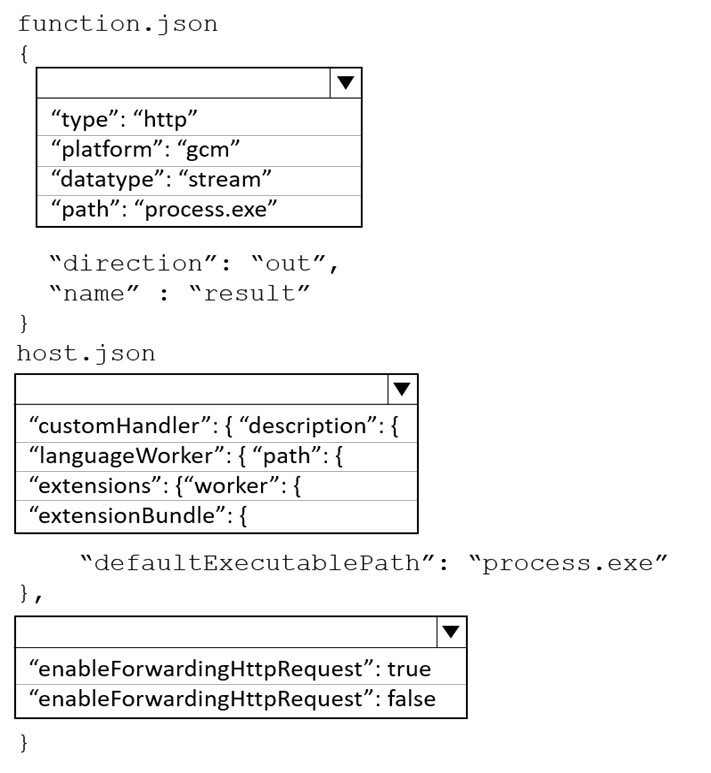 function.json
{
“type”: “http”
“platform”: “gcm”
“datatype”: “stream”
“path”: “process.exe”
“direction”: “out”,
“name” : “result”
}
host.json
“customHandler”: { “description”: {
“languageWorker”: { “path”: {
“extensions”: {“worker”: {
“extensionBundle”: {
“defaultExecutablePath”: “process.exe”
},
“enableForwardingHttpRequest”: true
“enableForwardingHttpRequest”: false
}